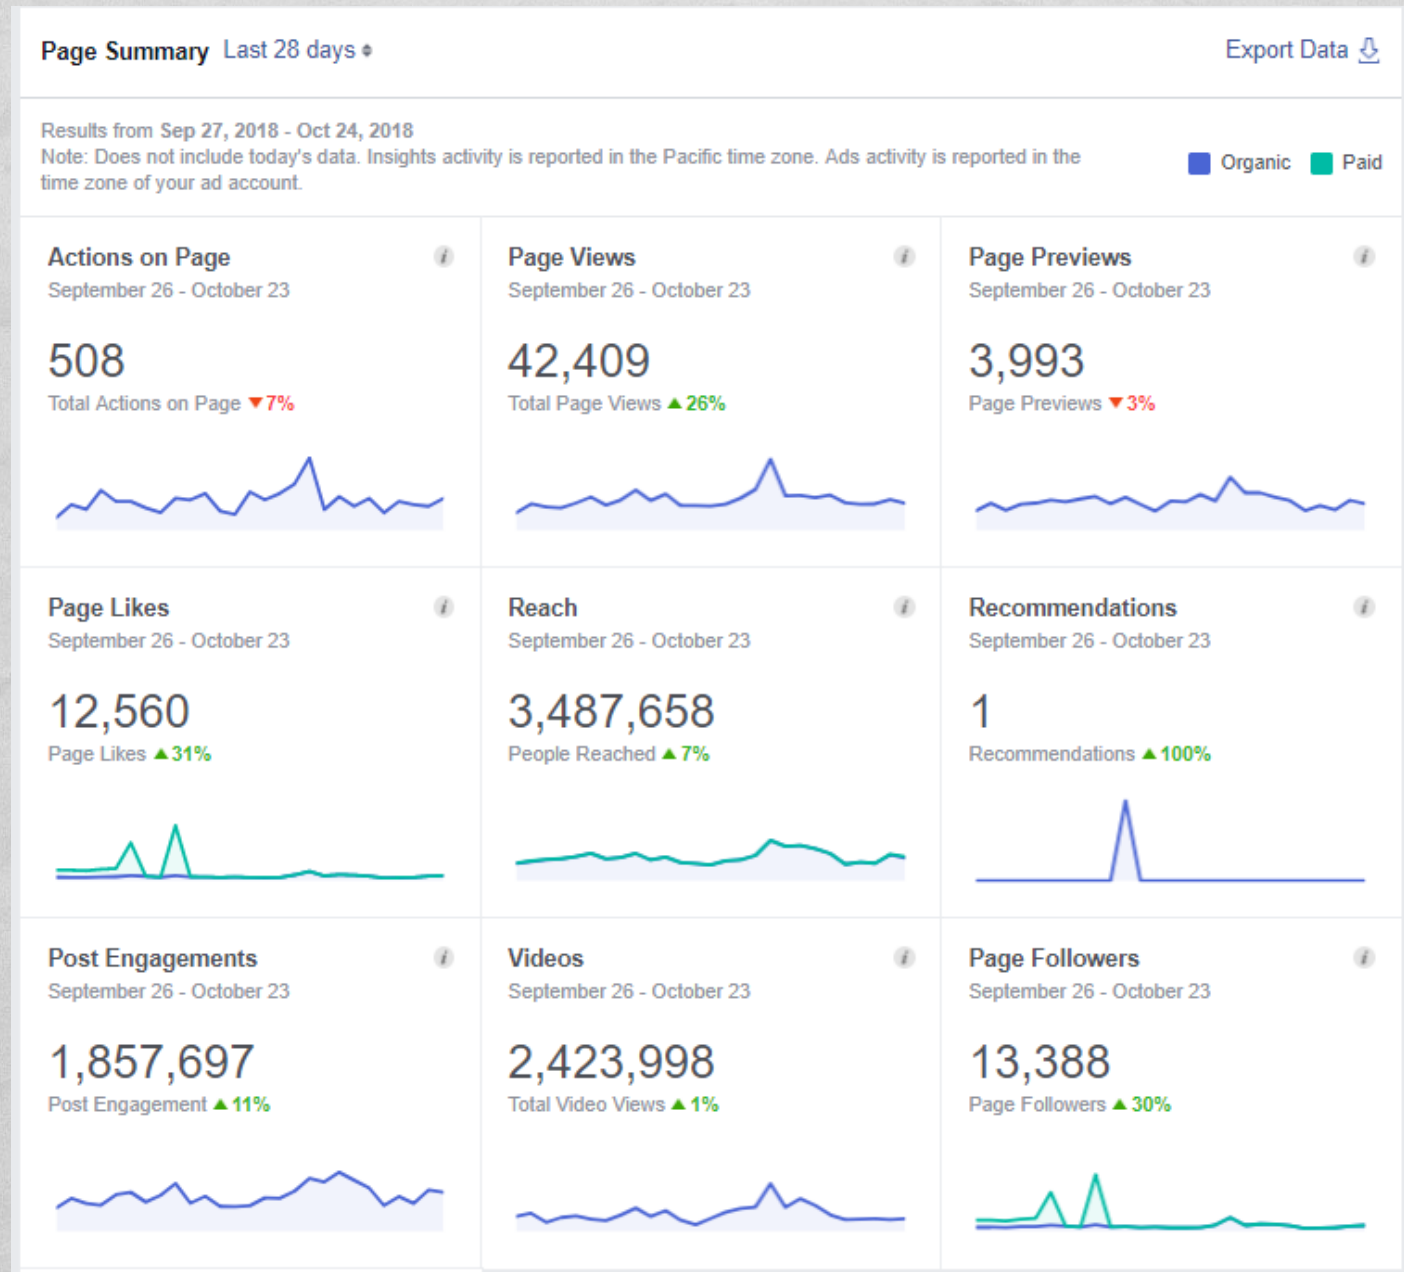 Page Summary Last 28 days
Export Data
Results from Sep 27, 2018 - Oct 24, 2018
Note: Does not include today's data. Insights activity is reported in the Pacific time zone. Ads activity is reported in the
time zone of your ad account.
Organic Paid
Actions on Page
September 26 - October 23
508
Total Actions on Page ▼7%
Page Views
September 26 - October 23
42,409
Total Page Views ▲26%
Page Previews
September 26 - October 23
3,993
Page Previews ▼3%
Page Likes
September 26 - October 23
12,560
Page Likes ▲31%
Reach
September 26 - October 23
3,487,658
People Reached ▲7%
Recommendations
September 26 - October 23
1
Recommendations ▲100%
Post Engagements
September 26 - October 23
1,857,697
Post Engagement ▲11%
Videos
September 26 - October 23
2,423,998
Total Video Views ▲1%
Page Followers
September 26 - October 23
13,388
Page Followers ▲30%